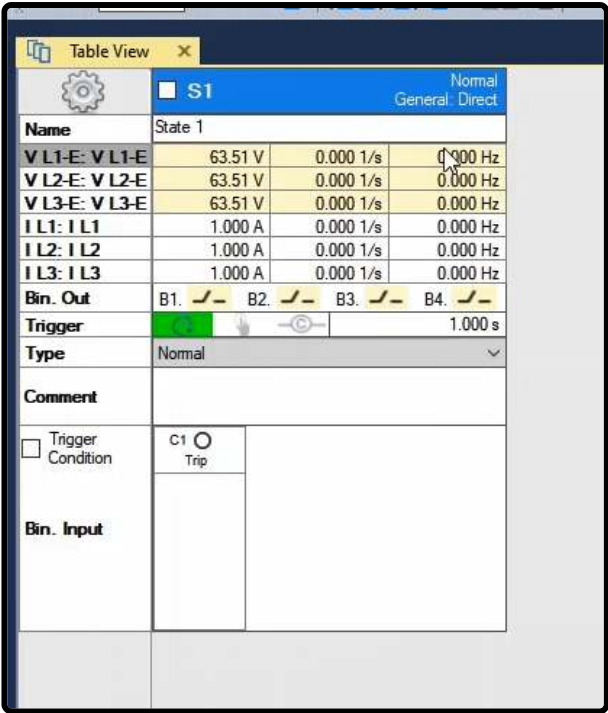 Table View
S1
Normal
General: Direct
Name State 1
V L1-E: V L1-E 63.51 V 0.000 1/s 0.000 Hz
V L2-E: V L2-E 63.51 V 0.000 1/s 0.000 Hz
V L3-E: V L3-E 63.51 V 0.000 1/s 0.000 Hz
I L1: I L1 1.000 A 0.000 1/s 0.000 Hz
I L2: I L2 1.000 A 0.000 1/s 0.000 Hz
I L3: I L3 1.000 A 0.000 1/s 0.000 Hz
Bin. Out B1. B2. B3. B4.
Trigger C 1.000 s
Type Normal
Comment
Trigger
Condition
C1
Trip
Bin. Input